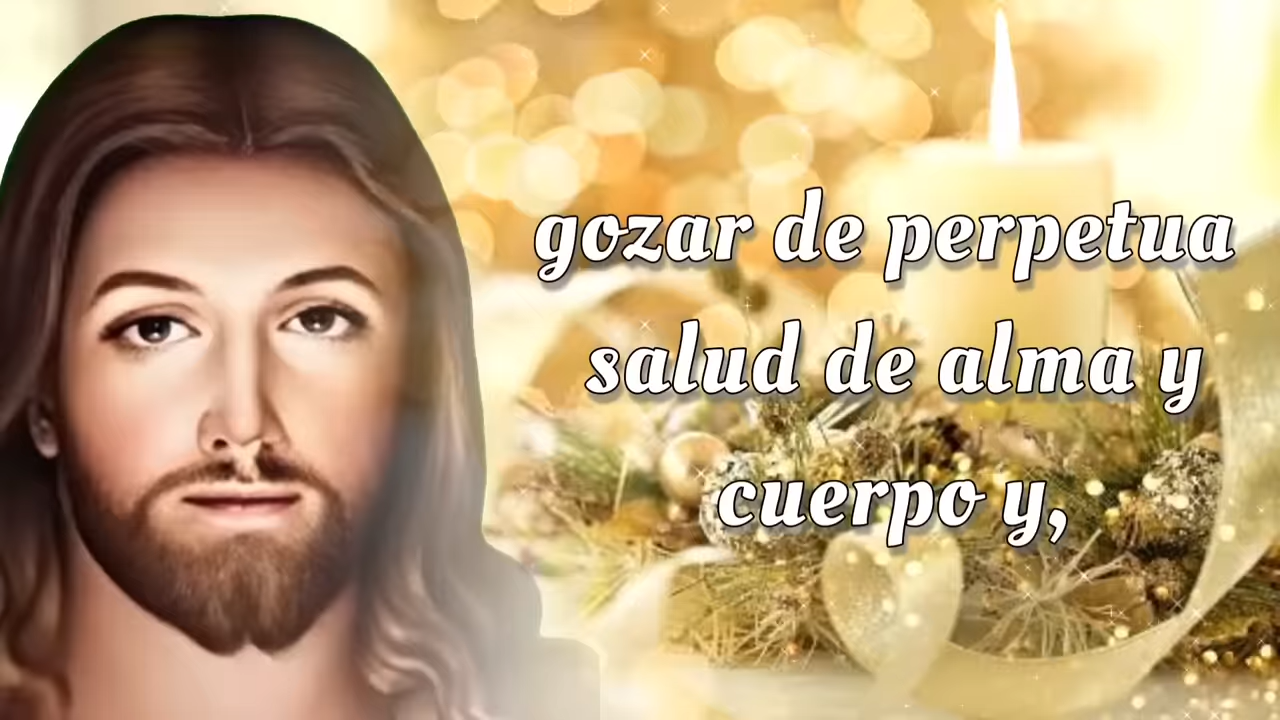 gozar de perpetua
salud de alma y
cuerpo y,